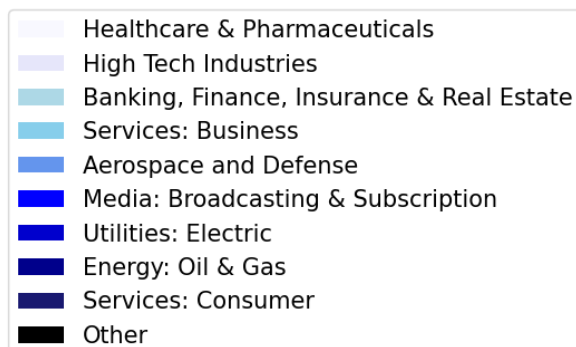 Healthcare & Pharmaceuticals
High Tech Industries
Banking, Finance, Insurance & Real Estate
Services: Business
Aerospace and Defense
Media: Broadcasting & Subscription
Utilities: Electric
Energy: Oil & Gas
Services: Consumer
Other